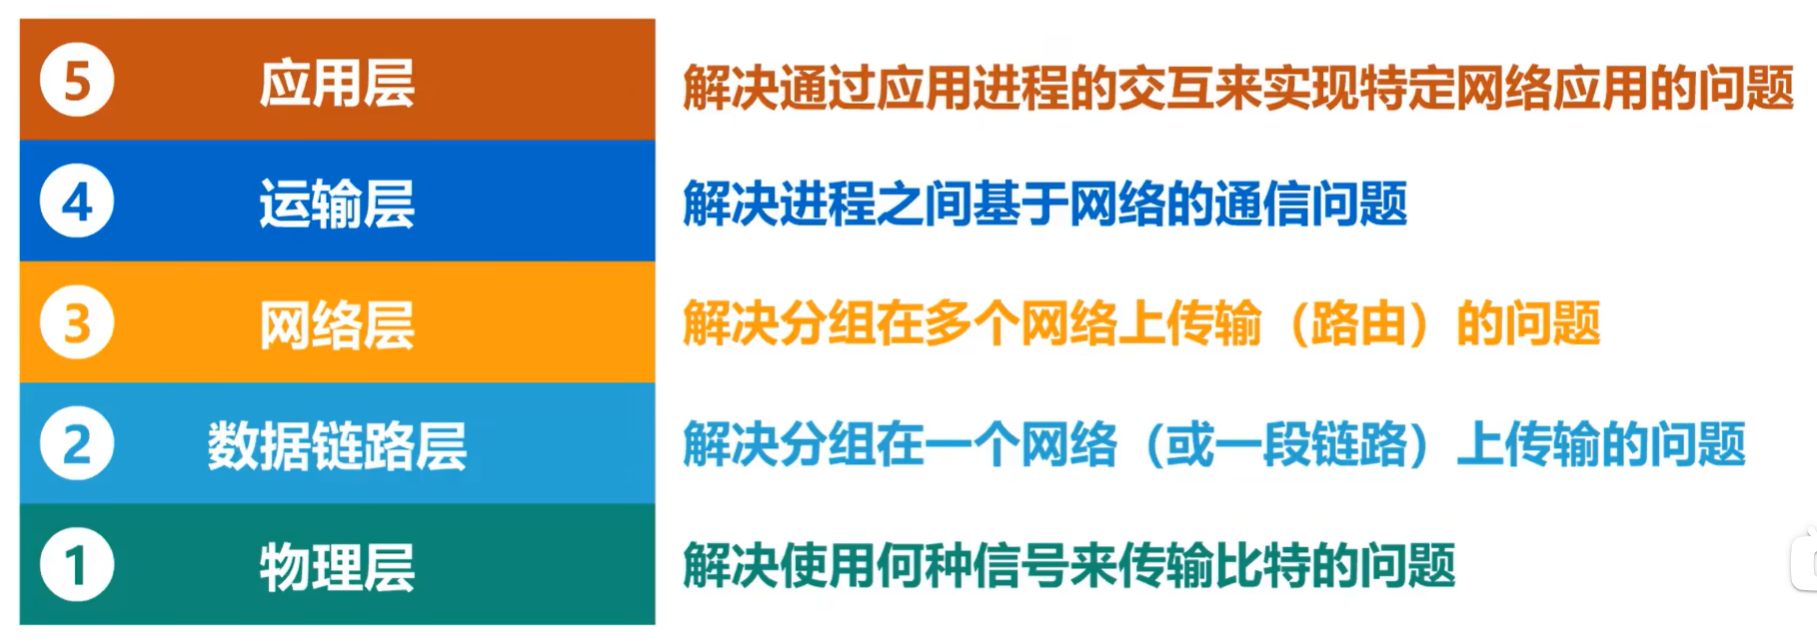 5 应用层 解决通过应用进程的交互来实现特定网络应用的问题
4 运输层 解决进程之间基于网络的通信问题
3 网络层 解决分组在多个网络上传输（路由）的问题
2 数据链路层 解决分组在一个网络（或一段链路）上传输的问题
1 物理层 解决使用何种信号来传输比特的问题